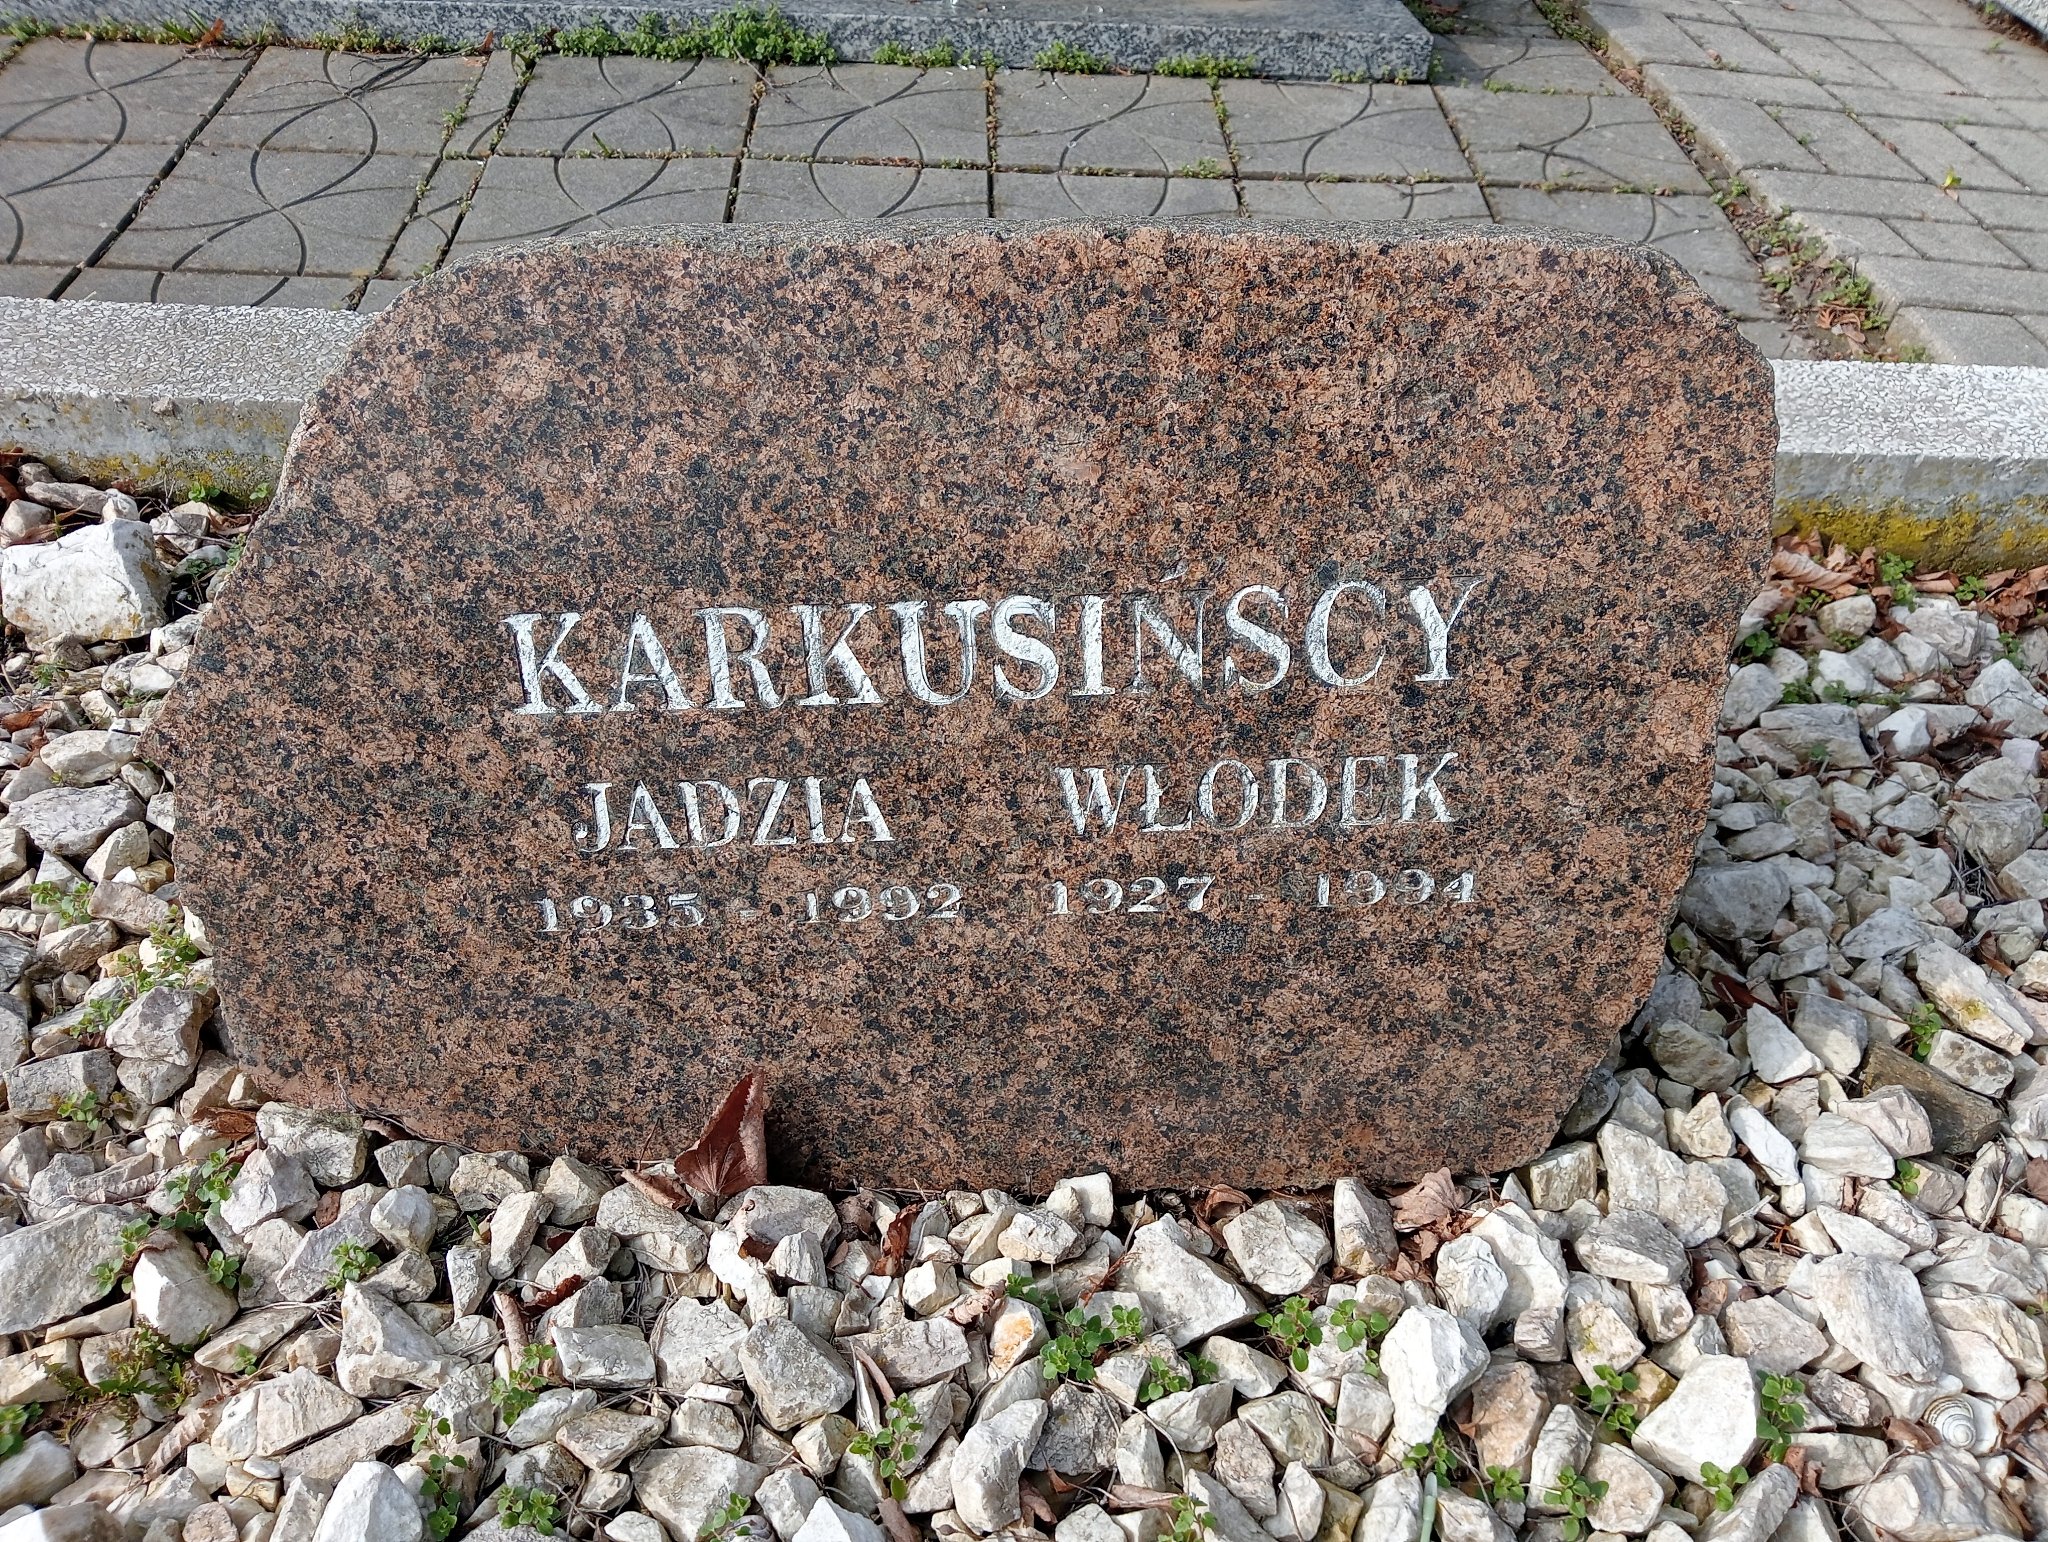 KARKUSIŃSCY
JADZIA WŁODEK
1935 - 1992 1927 - 1994